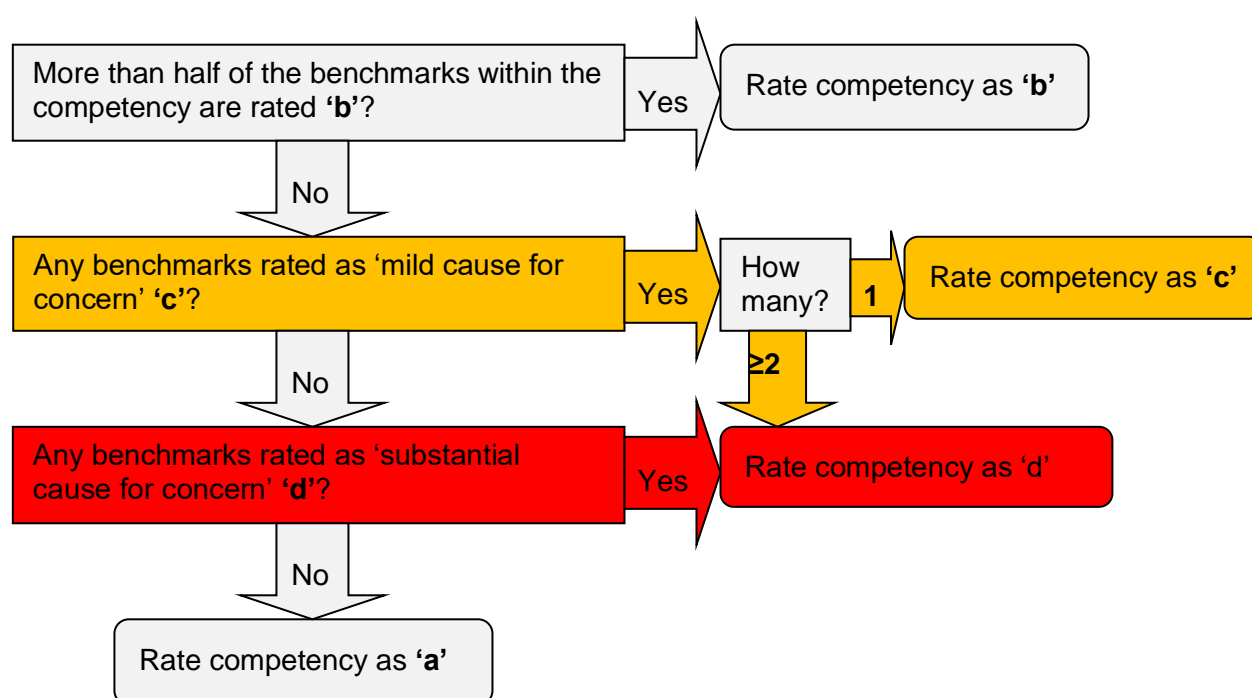 More than half of the benchmarks within the
competency are rated ‘b’?
Yes
Rate competency as ‘b’
No
Any benchmarks rated as ‘mild cause for
concern’ ‘c’?
Yes
How
many?
1
Rate competency as ‘c’
No
≥2
Any benchmarks rated as ‘substantial
cause for concern’ ‘d’?
Yes
Rate competency as ‘d’
No
Rate competency as ‘a’